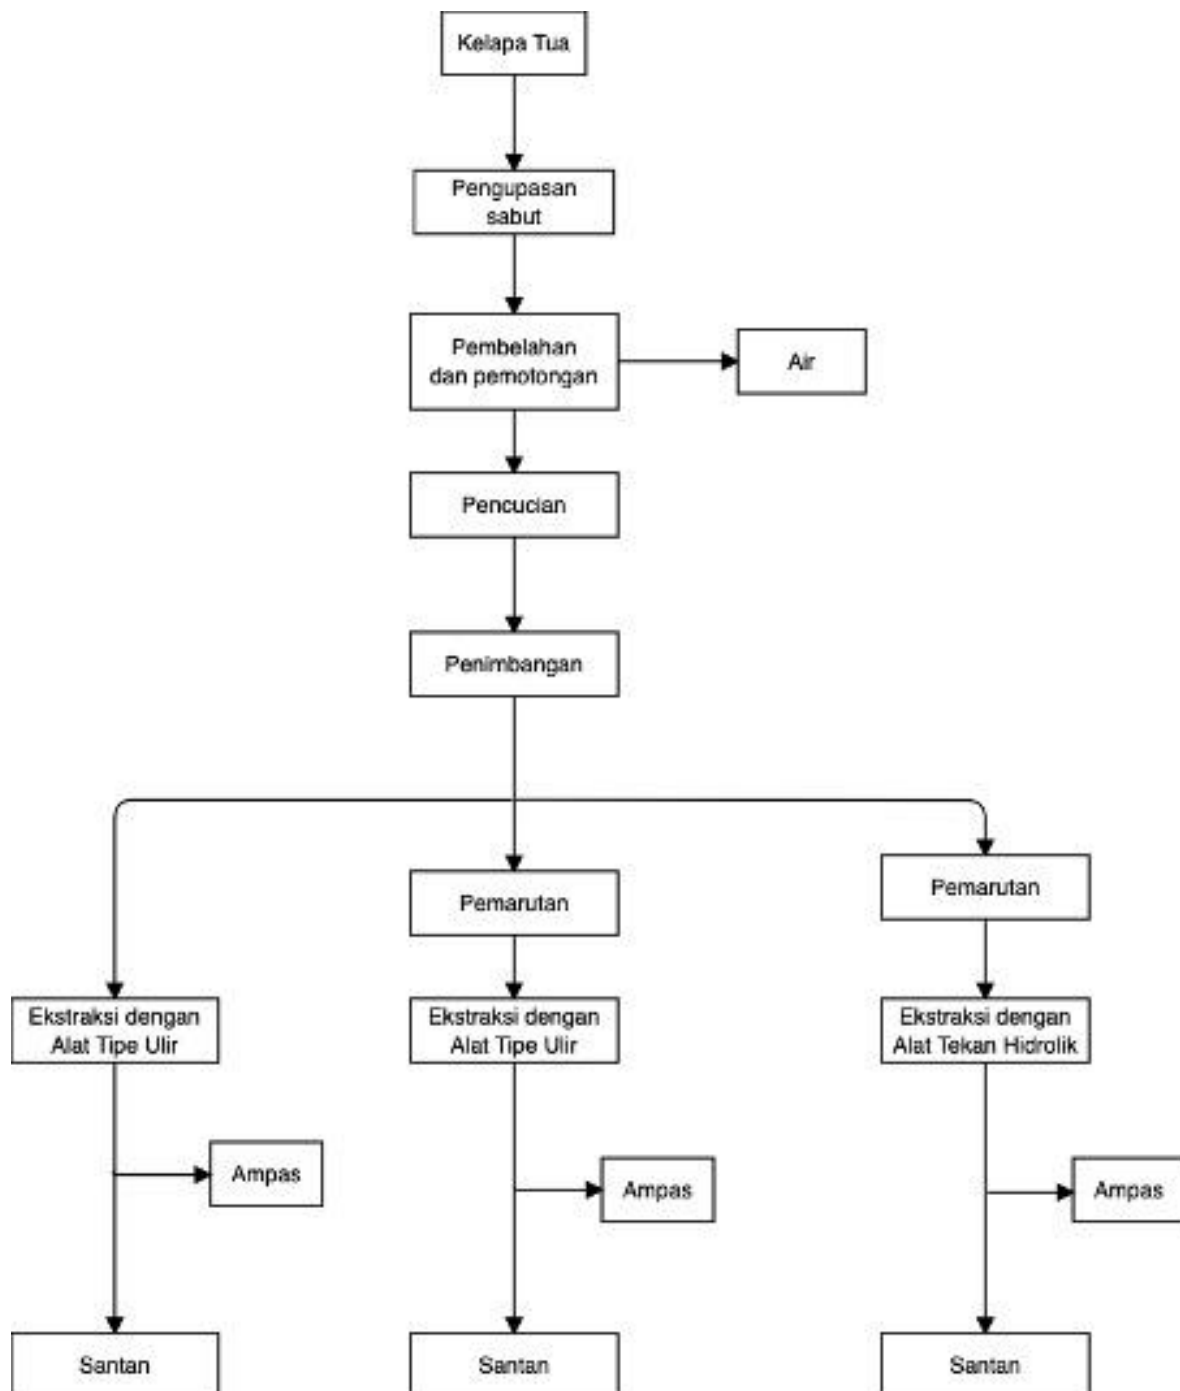 Kelapa Tua
Pengupasan
sabut
Pembelahan
dan pemotongan
Air
Pencucian
Penimbangan
Pemarutan
Pemarutan
Ekstraksi dengan
Alat Tipe Ulir
Ekstraksi dengan
Alat Tipe Ulir
Ekstraksi dengan
Alat Tekan Hidrolik
Ampas
Ampas
Ampas
Santan
Santan
Santan